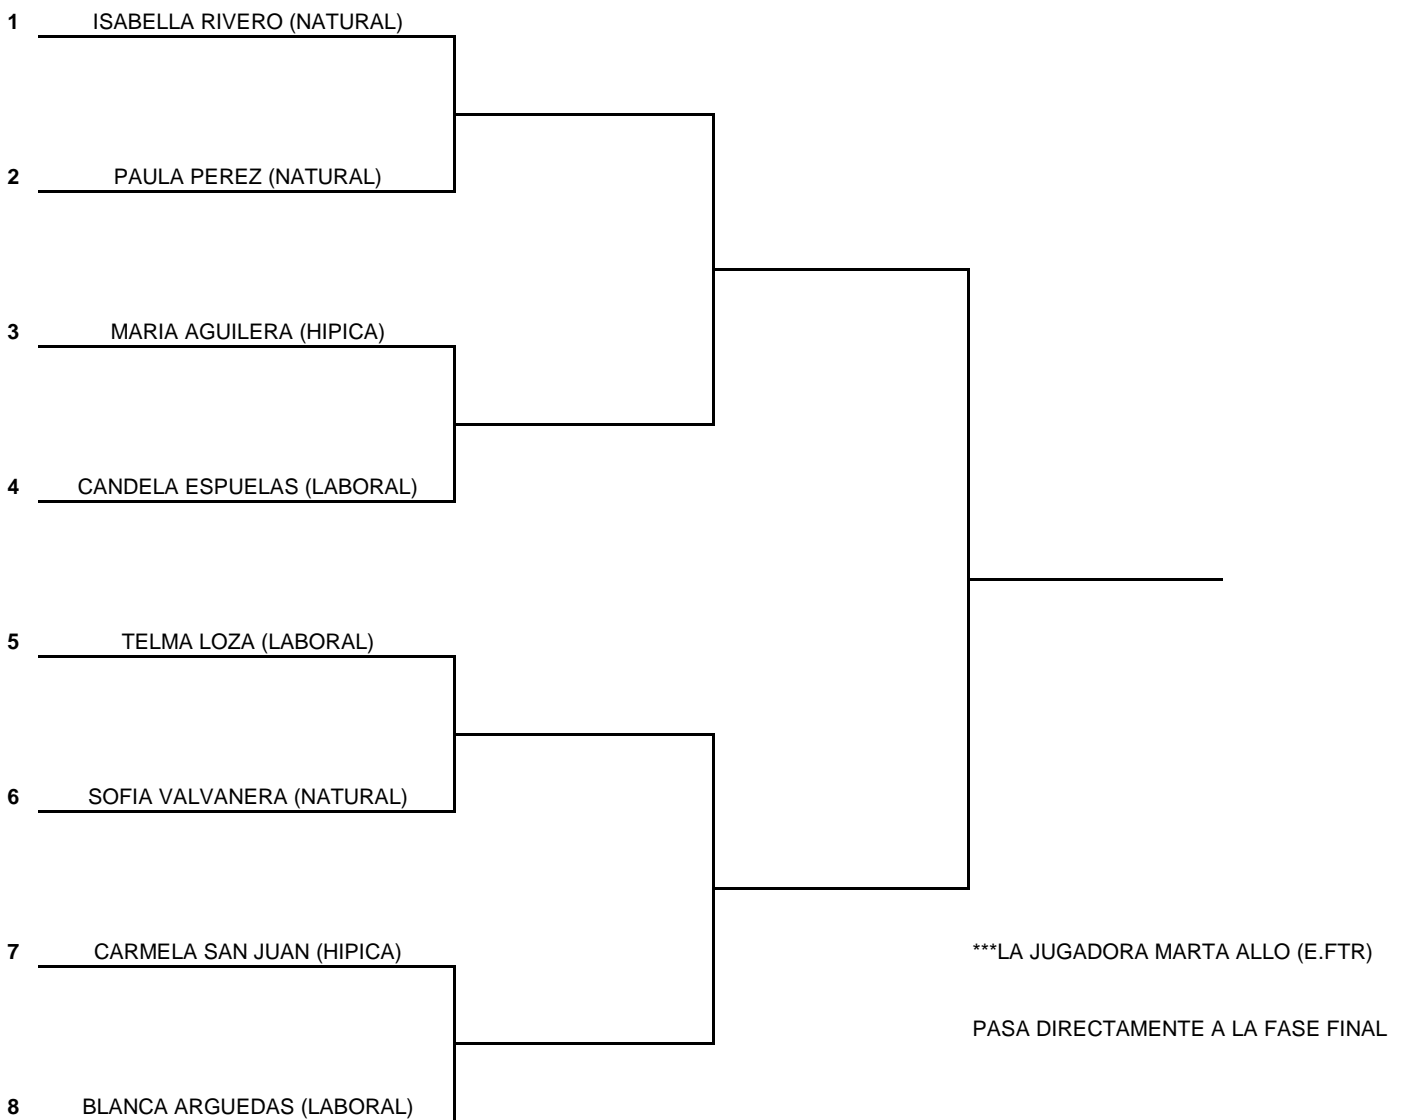 1 ISABELLA RIVERO (NATURAL)
2 PAULA PEREZ (NATURAL)
3 MARIA AGUILERA (HIPICA)
4 CANDELA ESPUELAS (LABORAL)
5 TELMA LOZA (LABORAL)
6 SOFIA VALVANERA (NATURAL)
7 CARMELA SAN JUAN (HIPICA)
***LA JUGADORA MARTA ALLO (E.FTR)
PASA DIRECTAMENTE A LA FASE FINAL
8 BLANCA ARGUEDAS (LABORAL)